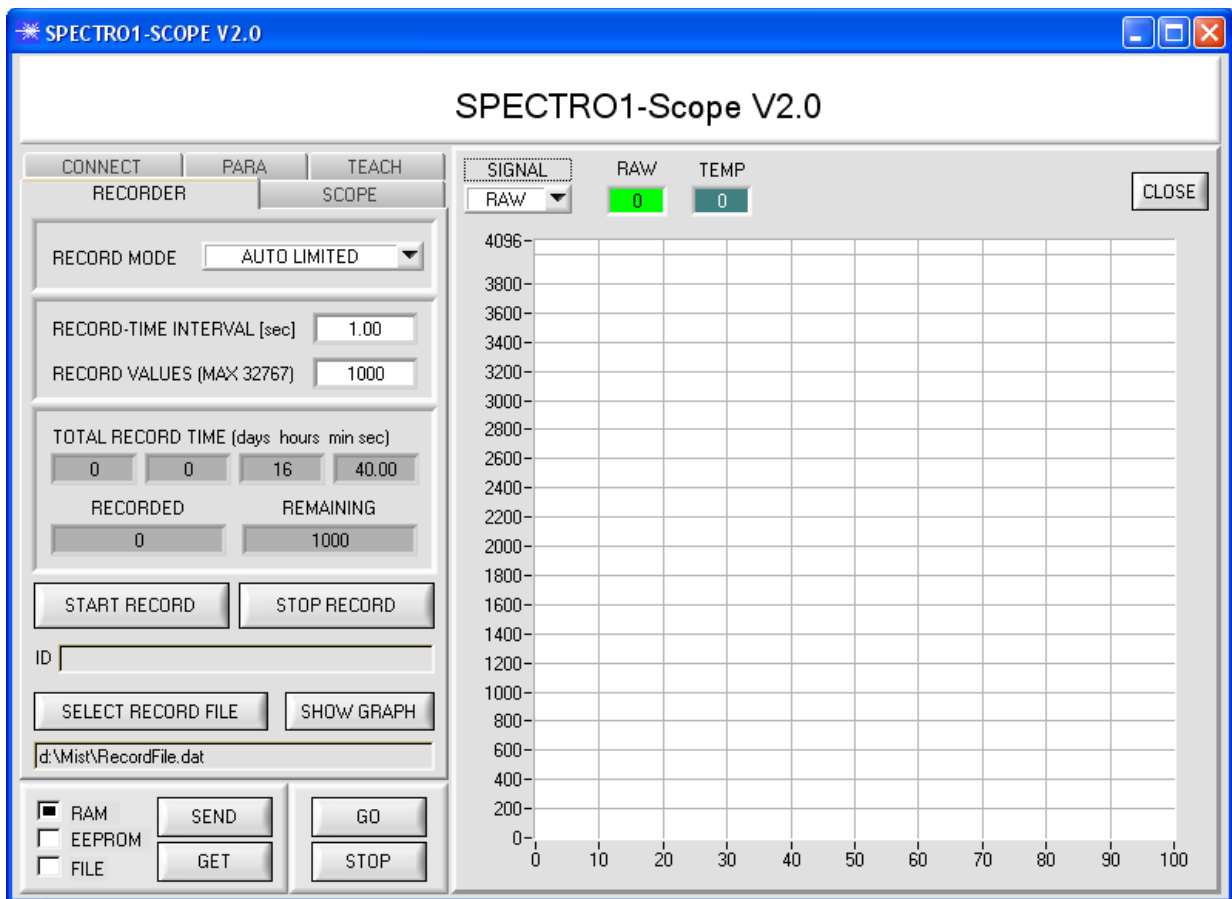 SPECTRO1-SCOPE V2.0
SPECTRO1-Scope V2.0
CONNECT PARA TEACH
RECORDER SCOPE
RECORD MODE AUTO LIMITED
RECORD-TIME INTERVAL [sec] 1.00
RECORD VALUES (MAX 32767) 1000
TOTAL RECORD TIME (days hours min sec)
0 0 16 40.00
RECORDED REMAINING
0 1000
START RECORD STOP RECORD
ID
SELECT RECORD FILE SHOW GRAPH
d:\Mist\RecordFile.dat
RAM
EEPROM
FILE
SEND
GET
GO
STOP
SIGNAL RAW TEMP
RAW 0 0
CLOSE
4096
3800
3600
3400
3200
3000
2800
2600
2400
2200
2000
1800
1600
1400
1200
1000
800
600
400
200
0
0 10 20 30 40 50 60 70 80 90 100